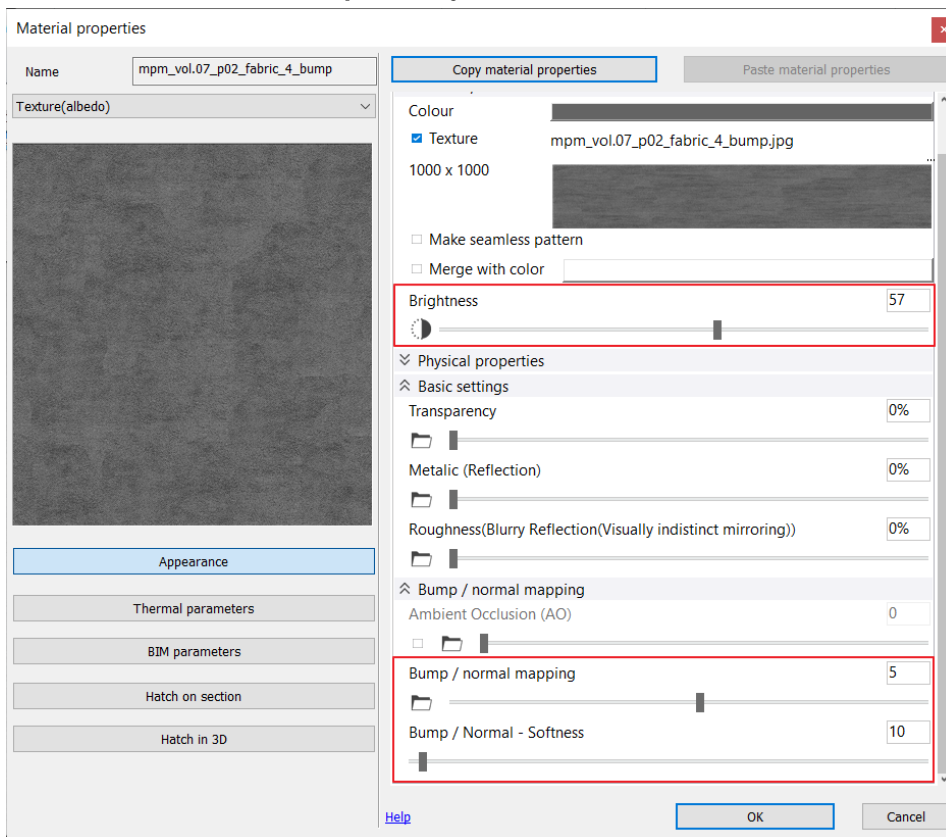 Material properties
Name
mpm_vol.07_p02_fabric_4_bump
Texture(albedo)
Appearance
Thermal parameters
BIM parameters
Hatch on section
Hatch in 3D
Copy material properties
Paste material properties
Colour
Texture
mpm_vol.07_p02_fabric_4_bump.jpg
...
1000 x 1000
Make seamless pattern
Merge with color
Brightness
57
Physical properties
Basic settings
Transparency
0%
Metalic (Reflection)
0%
Roughness(Blurry Reflection(Visually indistinct mirroring))
0%
Bump / normal mapping
Ambient Occlusion (AO)
0
Bump / normal mapping
5
Bump / Normal - Softness
10
Help
OK
Cancel